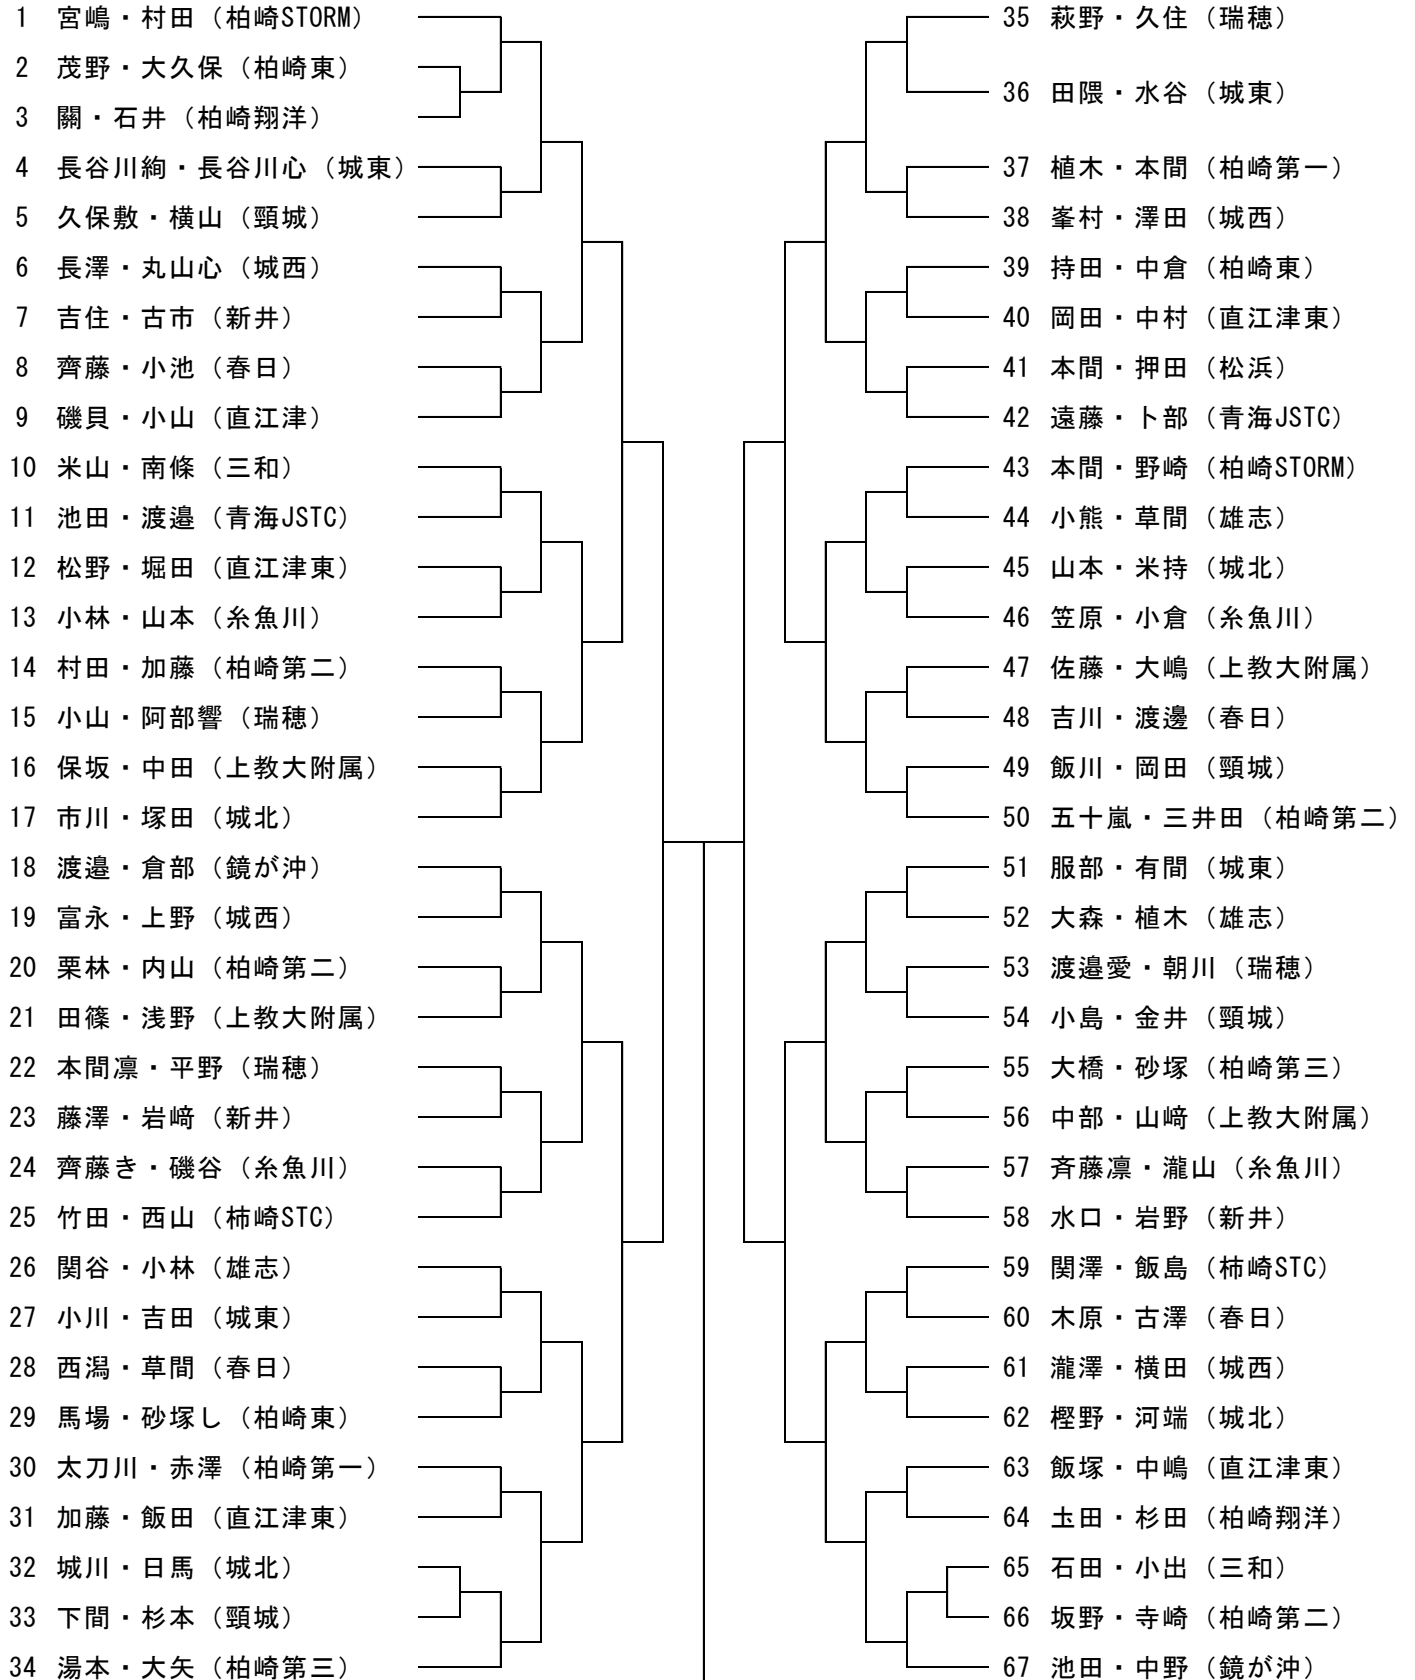 1 宮嶋・村田（柏崎STORM）
2 茂野・大久保（柏崎東）
3 關・石井（柏崎翔洋）
4 長谷川絢・長谷川心（城東）
5 久保敷・横山（頸城）
6 長澤・丸山心（城西）
7 吉住・古市（新井）
8 齊藤・小池（春日）
9 磯貝・小山（直江津）
10 米山・南條（三和）
11 池田・渡邉（青海JSTC）
12 松野・堀田（直江津東）
13 小林・山本（糸魚川）
14 村田・加藤（柏崎第二）
15 小山・阿部響（瑞穂）
16 保坂・中田（上教大附属）
17 市川・塚田（城北）
18 渡邉・倉部（鏡が沖）
19 富永・上野（城西）
20 栗林・内山（柏崎第二）
21 田篠・浅野（上教大附属）
22 本間凛・平野（瑞穂）
23 藤澤・岩﨑（新井）
24 齊藤き・磯谷（糸魚川）
25 竹田・西山（柿崎STC）
26 関谷・小林（雄志）
27 小川・吉田（城東）
28 西潟・草間（春日）
29 馬場・砂塚し（柏崎東）
30 太刀川・赤澤（柏崎第一）
31 加藤・飯田（直江津東）
32 城川・日馬（城北）
33 下間・杉本（頸城）
34 湯本・大矢（柏崎第三）
35 萩野・久住（瑞穂）
36 田隈・水谷（城東）
37 植木・本間（柏崎第一）
38 峯村・澤田（城西）
39 持田・中倉（柏崎東）
40 岡田・中村（直江津東）
41 本間・押田（松浜）
42 遠藤・卜部（青海JSTC）
43 本間・野崎（柏崎STORM）
44 小熊・草間（雄志）
45 山本・米持（城北）
46 笠原・小倉（糸魚川）
47 佐藤・大嶋（上教大附属）
48 吉川・渡邊（春日）
49 飯川・岡田（頸城）
50 五十嵐・三井田（柏崎第二）
51 服部・有間（城東）
52 大森・植木（雄志）
53 渡邉愛・朝川（瑞穂）
54 小島・金井（頸城）
55 大橋・砂塚（柏崎第三）
56 中部・山﨑（上教大附属）
57 斉藤凛・瀧山（糸魚川）
58 水口・岩野（新井）
59 関澤・飯島（柿崎STC）
60 木原・古澤（春日）
61 瀧澤・横田（城西）
62 樫野・河端（城北）
63 飯塚・中嶋（直江津東）
64 圡田・杉田（柏崎翔洋）
65 石田・小出（三和）
66 坂野・寺崎（柏崎第二）
67 池田・中野（鏡が沖）